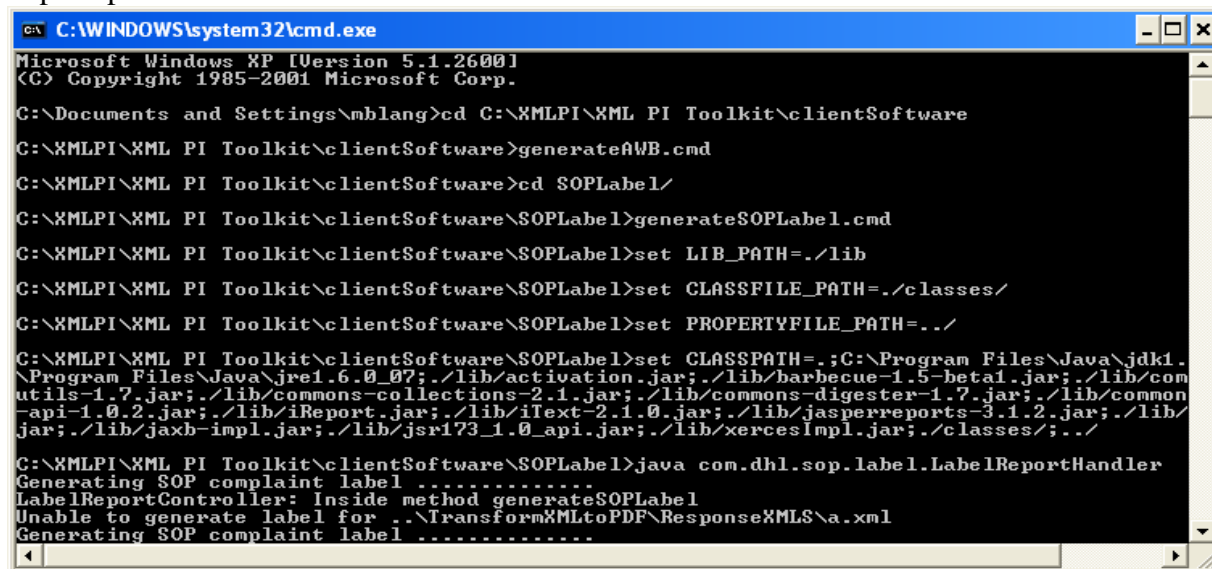 C:\WINDOWS\system32\cmd.exe
Microsoft Windows XP [Version 5.1.2600]
(C) Copyright 1985-2001 Microsoft Corp.
C:\Documents and Settings\mblang>cd C:\XMLPI\XML PI Toolkit\clientSoftware
C:\XMLPI\XML PI Toolkit\clientSoftware>generateAWB.cmd
C:\XMLPI\XML PI Toolkit\clientSoftware>cd SOPLabel/
C:\XMLPI\XML PI Toolkit\clientSoftware\SOPLabel>generateSOPLabel.cmd
C:\XMLPI\XML PI Toolkit\clientSoftware\SOPLabel>set LIB_PATH=./lib
C:\XMLPI\XML PI Toolkit\clientSoftware\SOPLabel>set CLASSFILE_PATH=./classes/
C:\XMLPI\XML PI Toolkit\clientSoftware\SOPLabel>set PROPERTYFILE_PATH=../
C:\XMLPI\XML PI Toolkit\clientSoftware\SOPLabel>set CLASSPATH=.;C:\Program Files\Java\jdk1.
\Program Files\Java\jre1.6.0_07;./lib/activation.jar;./lib/barbecue-1.5-beta1.jar;./lib/com
utils-1.7.jar;./lib/commons-collections-2.1.jar;./lib/commons-digester-1.7.jar;./lib/common
-api-1.0.2.jar;./lib/iReport.jar;./lib/iText-2.1.0.jar;./lib/jasperreports-3.1.2.jar;./lib/
jar;./lib/jaxb-impl.jar;./lib/jsr173_1.0_api.jar;./lib/xercesImpl.jar;./classes/;../
C:\XMLPI\XML PI Toolkit\clientSoftware\SOPLabel>java com.dhl.sop.label.LabelReportHandler
Generating SOP complaint label ..............
LabelReportController: Inside method generateSOPLabel
Unable to generate label for ..\TransformXMLtoPDF\ResponseXMLS\a.xml
Generating SOP complaint label ..............